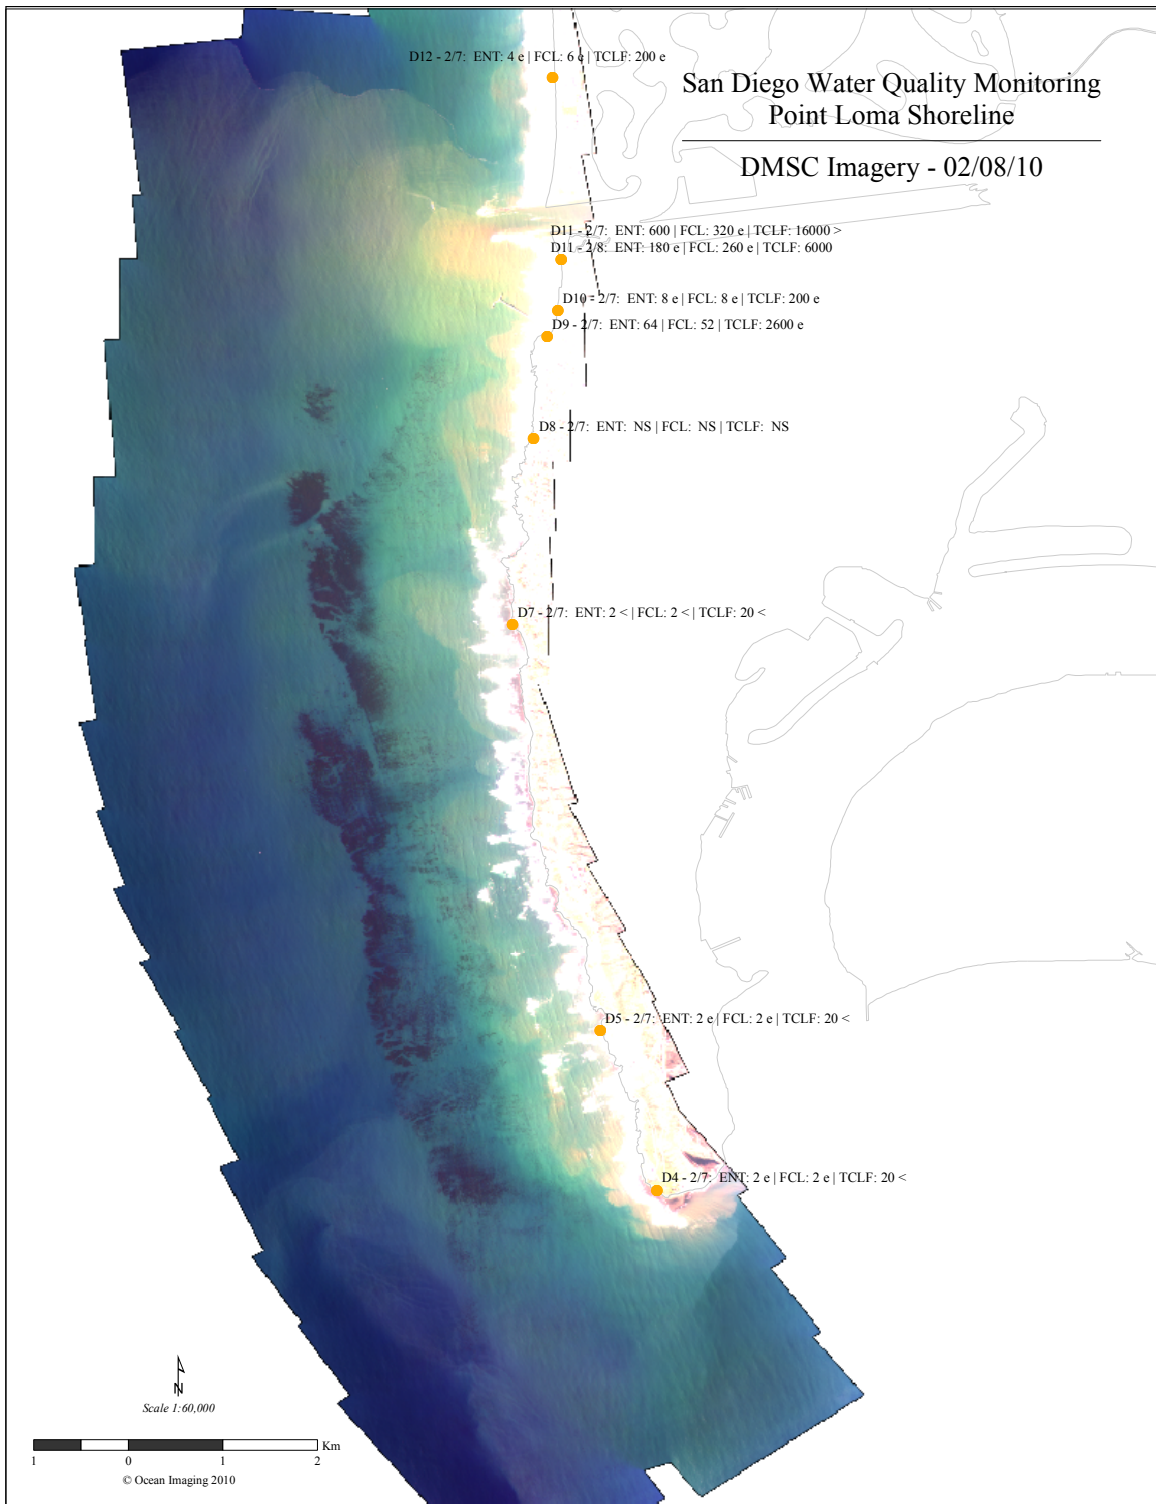 D12 - 2/7: ENT: 4 e | FCL: 6 e | TCLF: 200 e
San Diego Water Quality Monitoring
Point Loma Shoreline
DMSC Imagery - 02/08/10
D11 - 2/7: ENT: 600 | FCL: 320 e | TCLF: 16000 >
D11 - 2/8: ENT: 180 e | FCL: 260 e | TCLF: 6000
D10 - 2/7: ENT: 8 e | FCL: 8 e | TCLF: 200 e
D9 - 2/7: ENT: 64 | FCL: 52 | TCLF: 2600 e
D8 - 2/7: ENT: NS | FCL: NS | TCLF: NS
D7 - 2/7: ENT: 2 < | FCL: 2 < | TCLF: 20 <
D5 - 2/7: ENT: 2 e | FCL: 2 e | TCLF: 20 <
D4 - 2/7: ENT: 2 e | FCL: 2 e | TCLF: 20 <
N
Scale 1:60,000
Km
1 0 1 2
© Ocean Imaging 2010